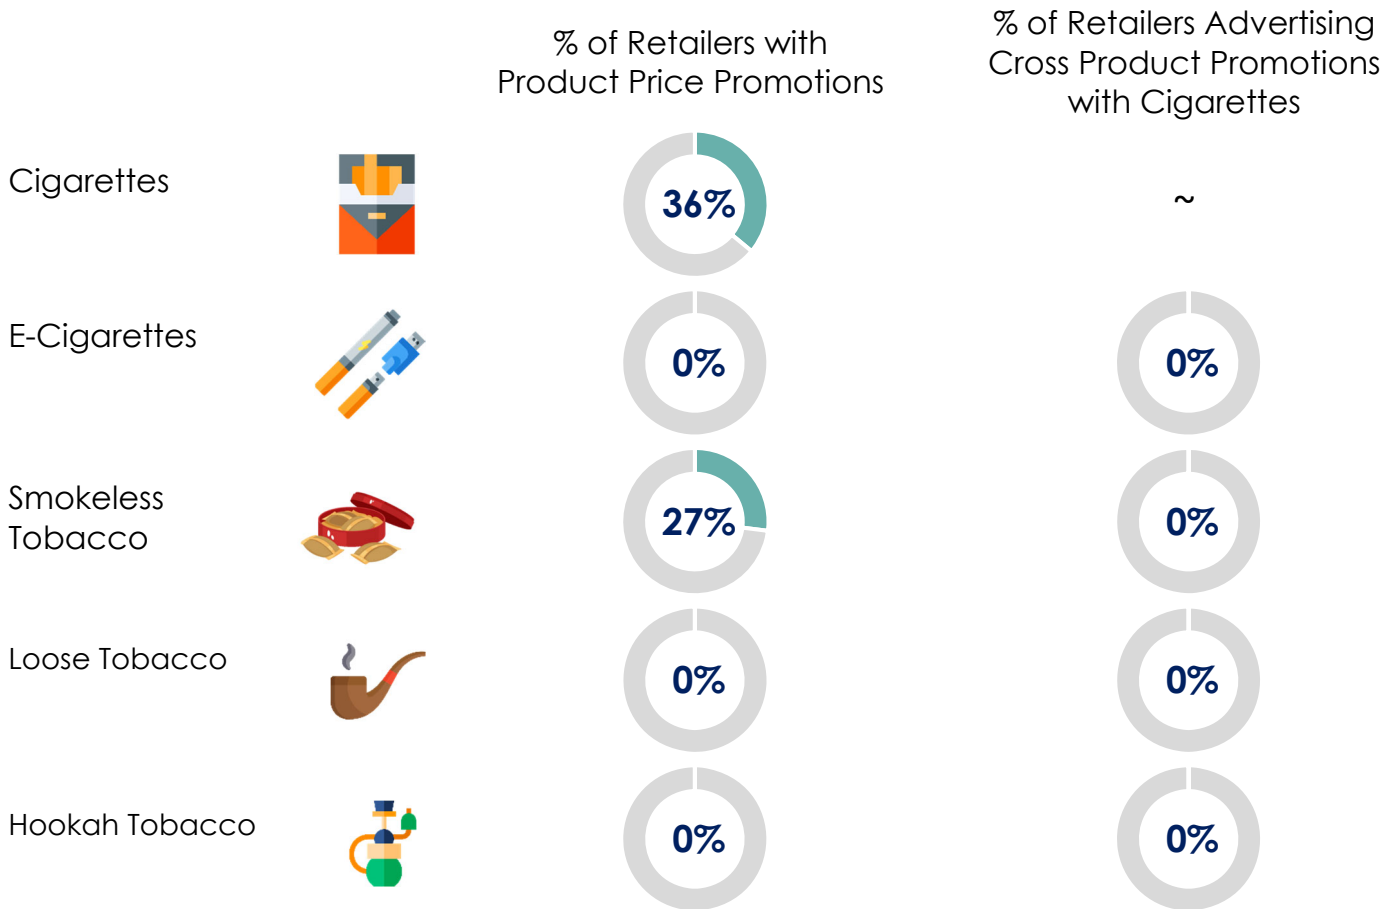 % of Retailers with
Product Price Promotions
% of Retailers Advertising
Cross Product Promotions
with Cigarettes
Cigarettes
36%
~
E-Cigarettes
0%
0%
Smokeless
Tobacco
27%
0%
Loose Tobacco
0%
0%
Hookah Tobacco
0%
0%